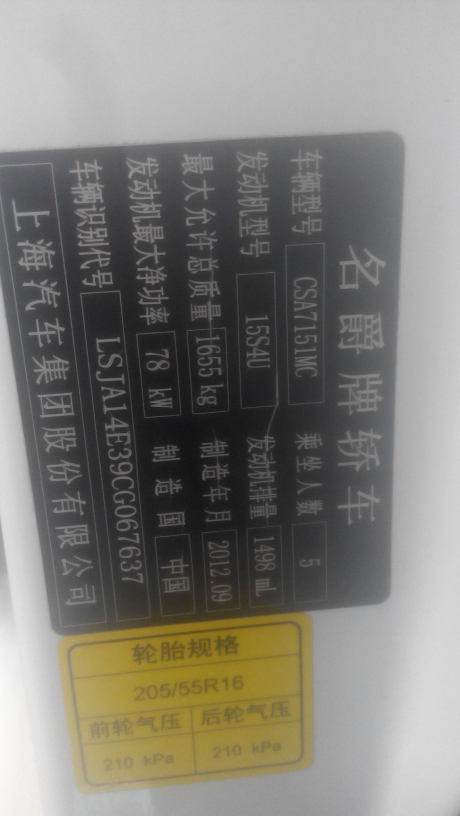 名爵牌轿车
车辆型号 CSA7151MC 乘坐人数 5
发动机型号 15S4U 发动机排量 1498 mL
最大允许总质量 1655 kg 制造年月 2012.09
发动机最大净功率 78 kW 制造国 中国
车辆识别代号 LSJA14E39CG067637
上海汽车集团股份有限公司
轮胎规格
205/55R16
前轮气压 后轮气压
210 kPa 210 kPa